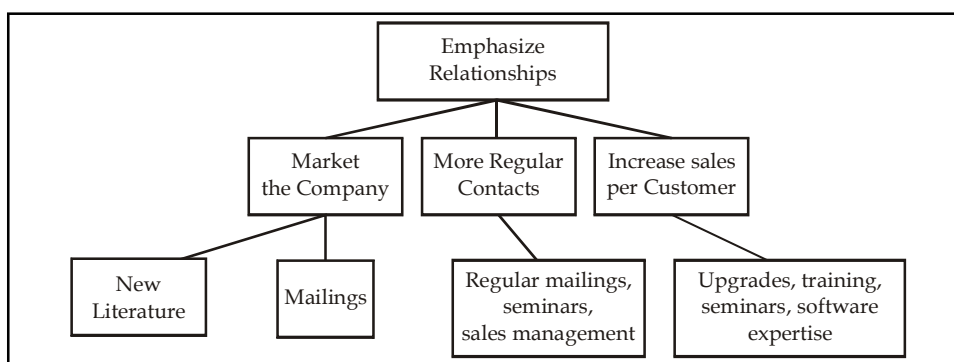 Emphasize
Relationships
Market
the Company
More Regular
Contacts
Increase sales
per Customer
New
Literature
Mailings
Regular mailings,
seminars,
sales management
Upgrades, training,
seminars, software
expertise